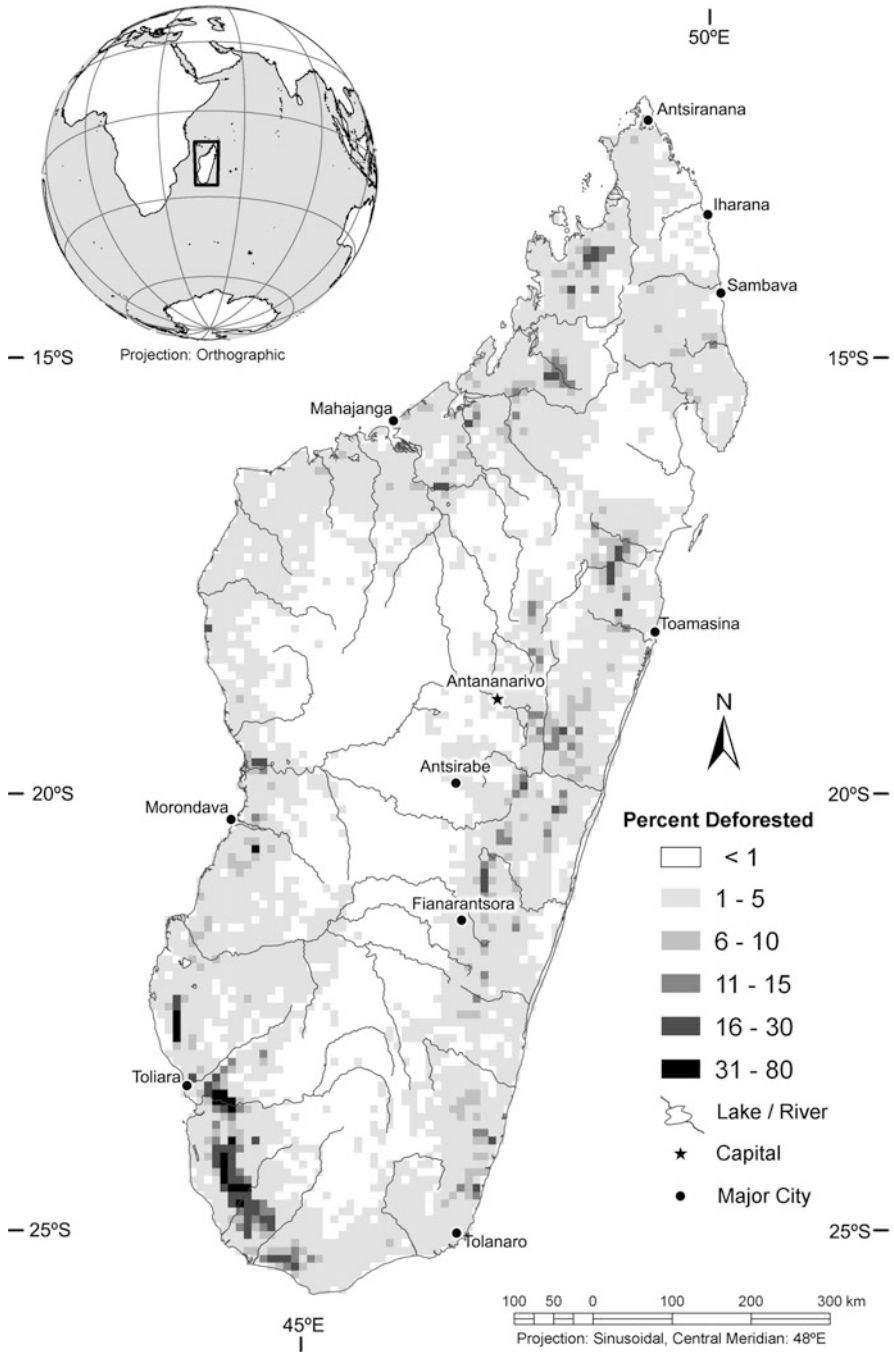 50ºE
Antsiranana
Iharana
Sambava
Projection: Orthographic
15ºS
15ºS
Mahajanga
Toamasina
Antananarivo
N
Antsirabe
20ºS
20ºS
Morondava
Percent Deforested
< 1
1 - 5
Fianarantsora
6 - 10
11 - 15
16 - 30
31 - 80
Toliara
Lake / River
Capital
Major City
25ºS
25ºS
Tolanaro
100 50 0 100 200 300 km
45ºE
Projection: Sinusoidal, Central Meridian: 48ºE